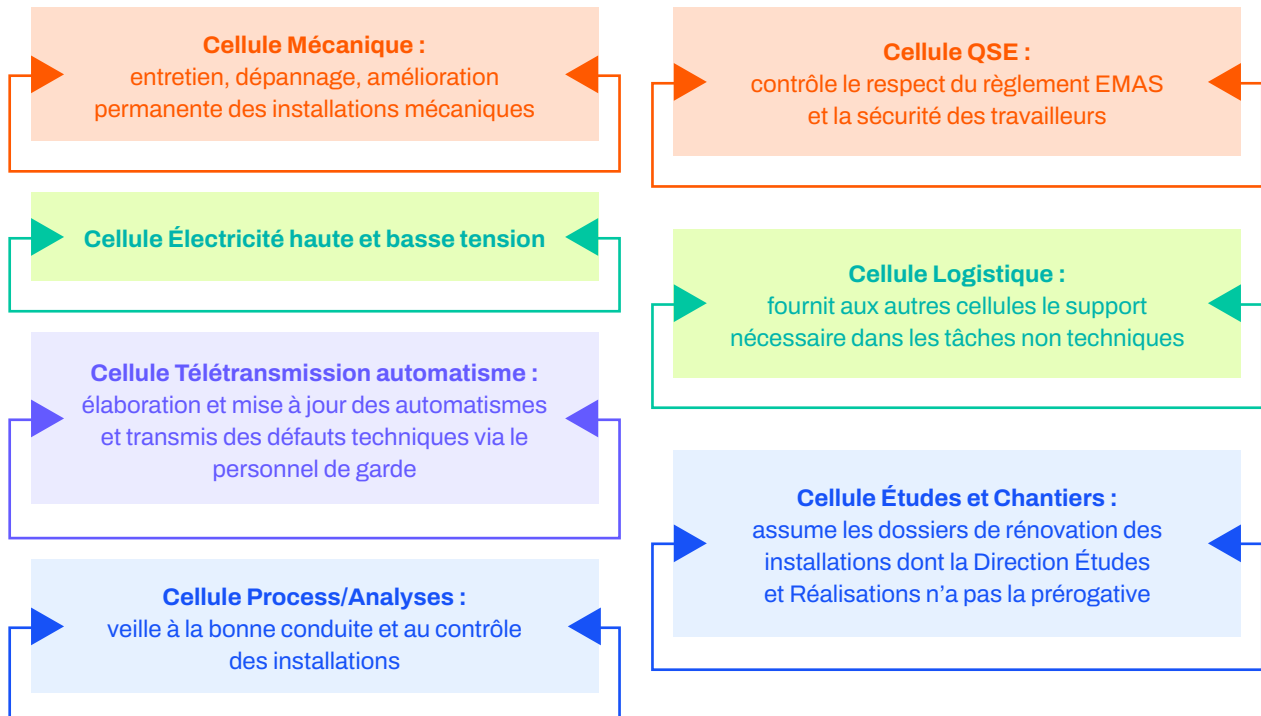 Cellule Mécanique :
entretien, dépannage, amélioration
permanente des installations mécaniques
Cellule Électricité haute et basse tension
Cellule Télétransmission automatisme :
élaboration et mise à jour des automatismes
et transmis des défauts techniques via le
personnel de garde
Cellule Process/Analyses :
veille à la bonne conduite et au contrôle
des installations
Cellule QSE :
contrôle le respect du règlement EMAS
et la sécurité des travailleurs
Cellule Logistique :
fournit aux autres cellules le support
nécessaire dans les tâches non techniques
Cellule Études et Chantiers :
assume les dossiers de rénovation des
installations dont la Direction Études
et Réalisations n’a pas la prérogative